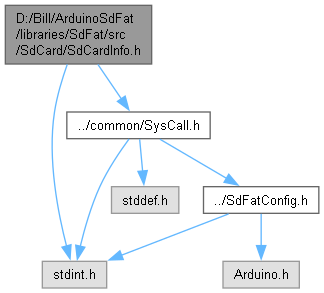 D:/Bill/ArduinoSdFat
/libraries/SdFat/src
/SdCard/SdCardInfo.h
../common/SysCall.h
stddef.h
../SdFatConfig.h
stdint.h
Arduino.h